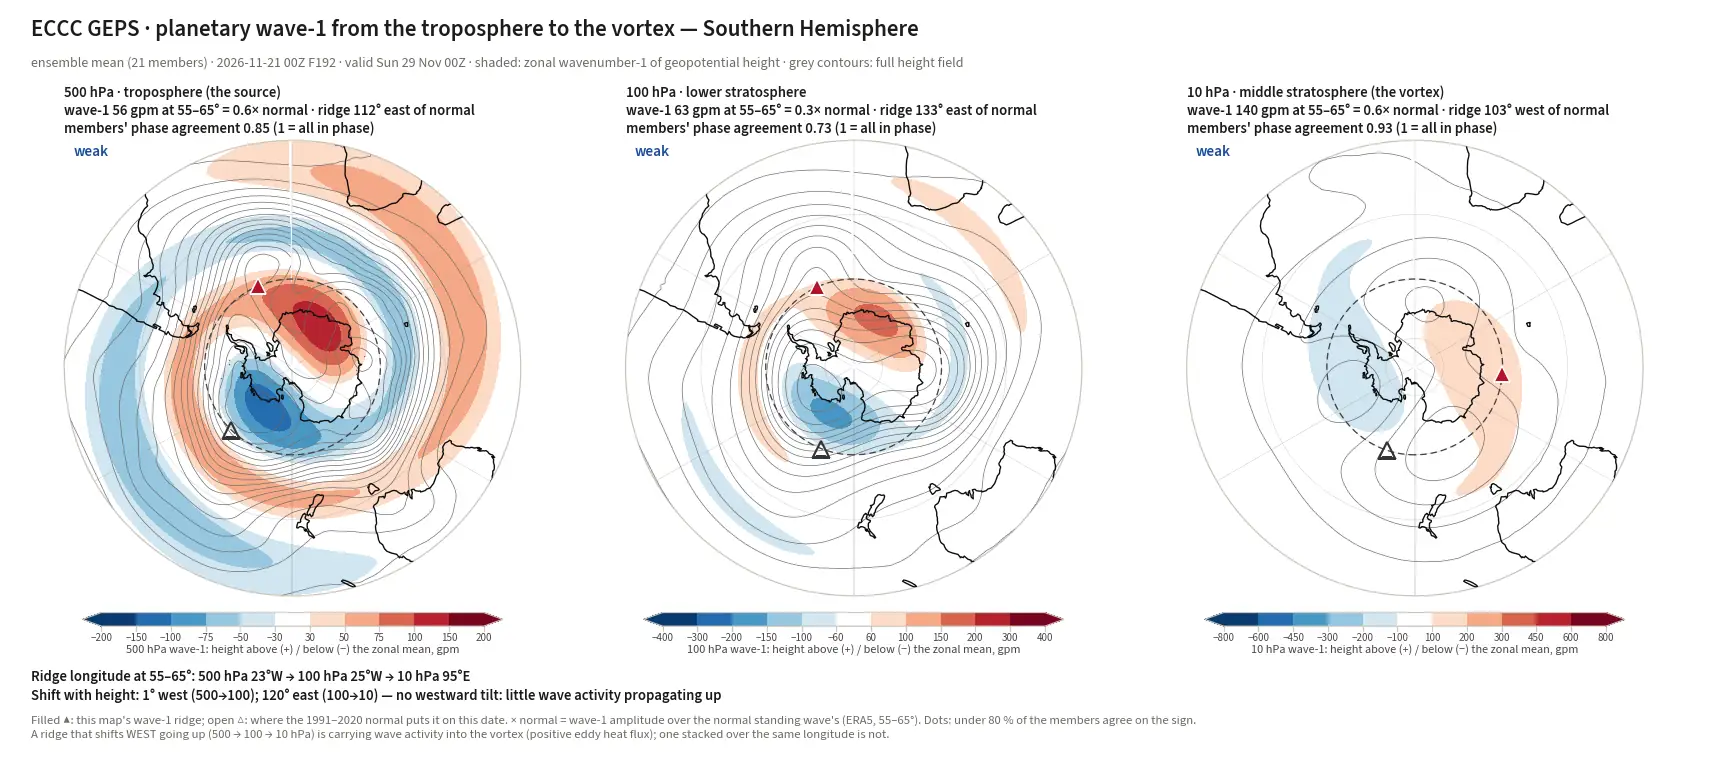 ECCC GEPS · planetary wave-1 from the troposphere to the vortex — Southern Hemisphere
ensemble mean (21 members) · 2026-11-21 00Z F192 · valid Sun 29 Nov 00Z · shaded: zonal wavenumber-1 of geopotential height · grey contours: full height field
500 hPa · troposphere (the source)
wave-1 56 gpm at 55–65° = 0.6× normal · ridge 112° east of normal
members' phase agreement 0.85 (1 = all in phase)
weak
100 hPa · lower stratosphere
wave-1 63 gpm at 55–65° = 0.3× normal · ridge 133° east of normal
members' phase agreement 0.73 (1 = all in phase)
weak
10 hPa · middle stratosphere (the vortex)
wave-1 140 gpm at 55–65° = 0.6× normal · ridge 103° west of normal
members' phase agreement 0.93 (1 = all in phase)
weak
−200 −150 −100 −75 −50 −30 30 50 75 100 150 200
500 hPa wave-1: height above (+) / below (−) the zonal mean, gpm
−400 −300 −200 −150 −100 −60 60 100 150 200 300 400
100 hPa wave-1: height above (+) / below (−) the zonal mean, gpm
−800 −600 −450 −300 −200 −100 100 200 300 450 600 800
10 hPa wave-1: height above (+) / below (−) the zonal mean, gpm
Ridge longitude at 55–65°: 500 hPa 23°W → 100 hPa 25°W → 10 hPa 95°E
Shift with height: 1° west (500→100); 120° east (100→10) — no westward tilt: little wave activity propagating up
Filled ▲: this map's wave-1 ridge; open △: where the 1991–2020 normal puts it on this date. × normal = wave-1 amplitude over the normal standing wave's (ERA5, 55–65°). Dots: under 80 % of the members agree on the sign.
A ridge that shifts WEST going up (500 → 100 → 10 hPa) is carrying wave activity into the vortex (positive eddy heat flux); one stacked over the same longitude is not.